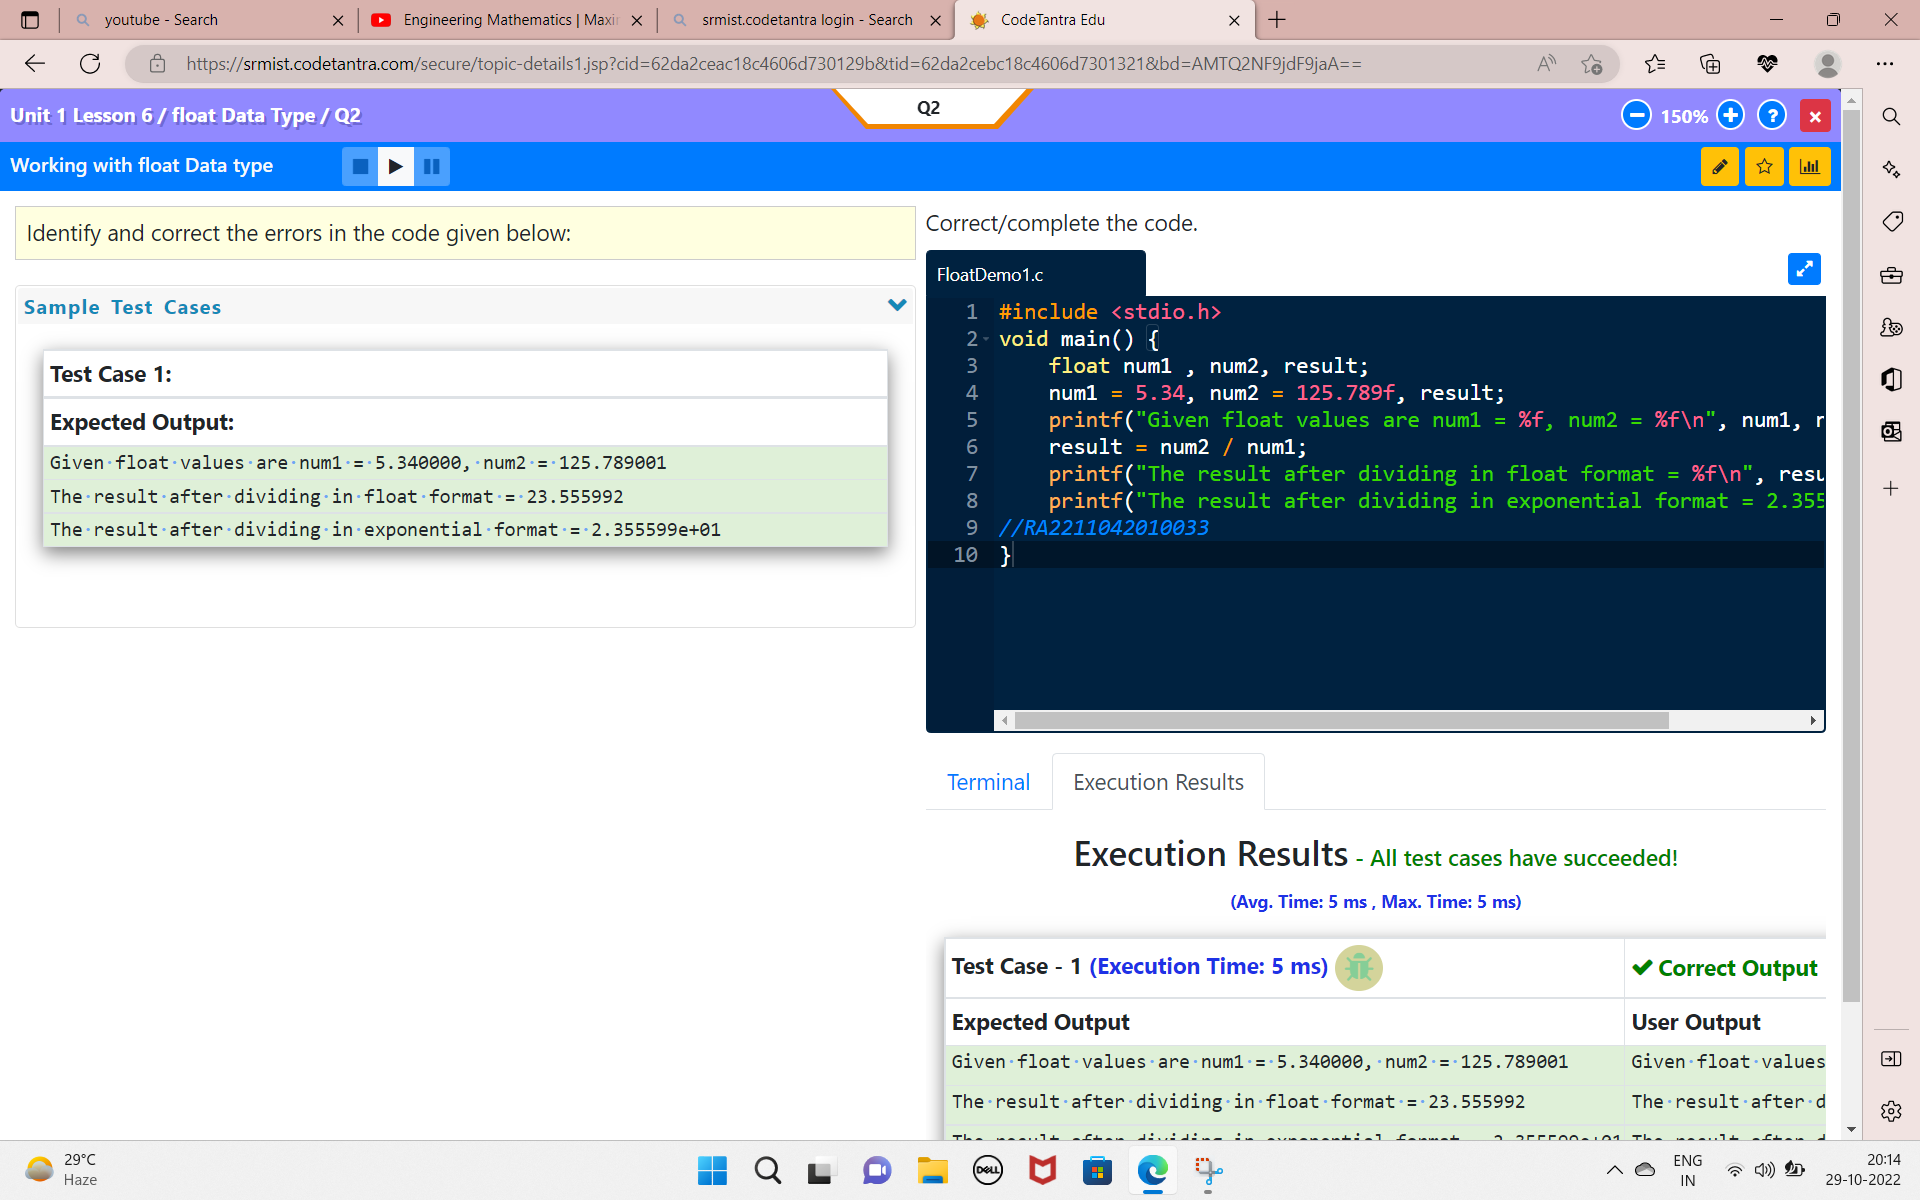 youtube - Search
Engineering Mathematics | Maxi
srmist.codetantra login - Search
CodeTantra Edu
https://srmist.codetantra.com/secure/topic-details1.jsp?cid=62da2ceac18c4606d730129b&tid=62da2cebc18c4606d7301321&bd=AMTQ2NF9jdF9jaA==
Unit 1 Lesson 6 / float Data Type / Q2
Q2
150%
Working with float Data type
Identify and correct the errors in the code given below:
Sample Test Cases
Test Case 1:
Expected Output:
Given·float·values·are·num1·=·5.340000,·num2·=·125.789001
The·result·after·dividing·in·float·format·=·23.555992
The·result·after·dividing·in·exponential·format·=·2.355599e+01
Correct/complete the code.
FloatDemo1.c
1 #include <stdio.h>
2 void main() {
3 float num1 , num2, result;
4 num1 = 5.34, num2 = 125.789f, result;
5 printf("Given float values are num1 = %f, num2 = %f\n", num1, 
6 result = num2 / num1;
7 printf("The result after dividing in float format = %f\n", resu
8 printf("The result after dividing in exponential format = 2.355
9 //RA2211042010033
10 }
Terminal
Execution Results
Execution Results - All test cases have succeeded!
(Avg. Time: 5 ms , Max. Time: 5 ms)
Test Case - 1 (Execution Time: 5 ms)
Correct Output
Expected Output
User Output
Given·float·values·are·num1·=·5.340000,·num2·=·125.789001
Given·float·values
The·result·after·dividing·in·float·format·=·23.555992
The·result·after·d
29°C
Haze
DELL
ENG
IN
20:14
29-10-2022